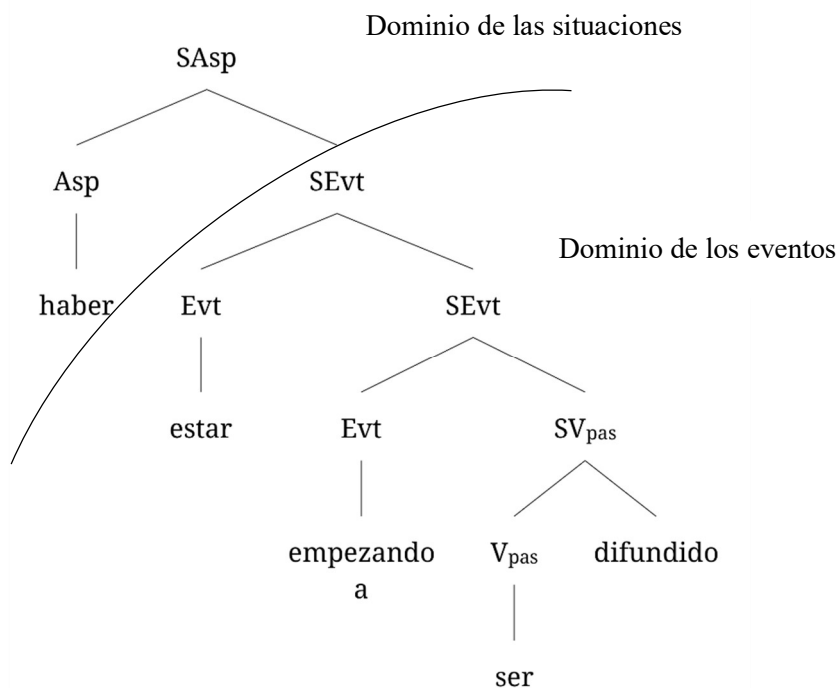 Dominio de las situaciones
SAsp
Asp SEvt
Dominio de los eventos
haber Evt SEvt
estar Evt SVpas
empezando Vpas difundido
a
ser